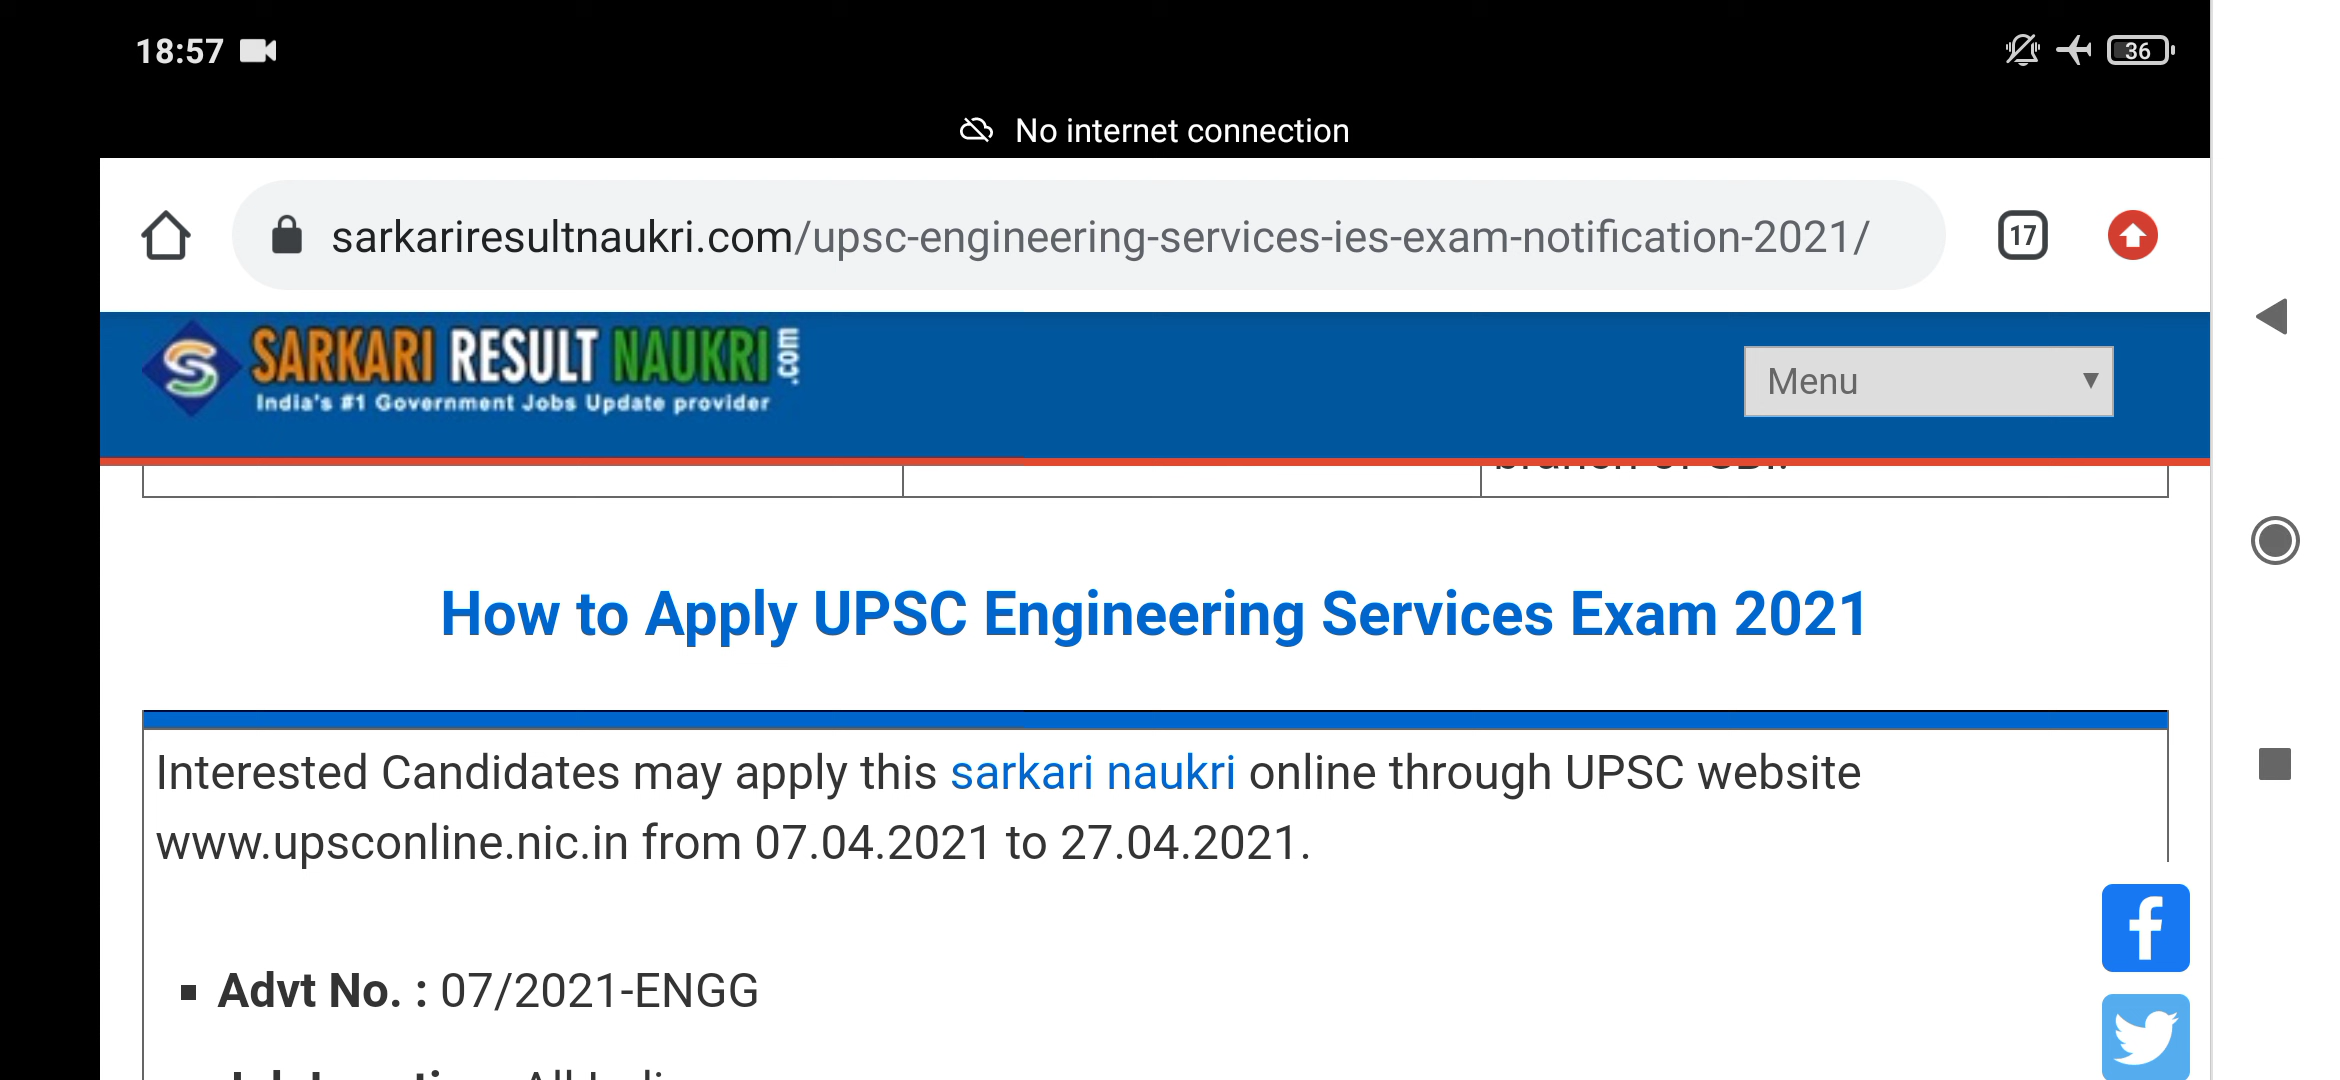 18:57
36
No internet connection
sarkariresultnaukri.com/upsc-engineering-services-ies-exam-notification-2021/
17
SARKARI RESULT NAUKRI .com
India's #1 Government Jobs Update provider
Menu
How to Apply UPSC Engineering Services Exam 2021
Interested Candidates may apply this sarkari naukri online through UPSC website
www.upsconline.nic.in from 07.04.2021 to 27.04.2021.
▪ Advt No. : 07/2021-ENGG